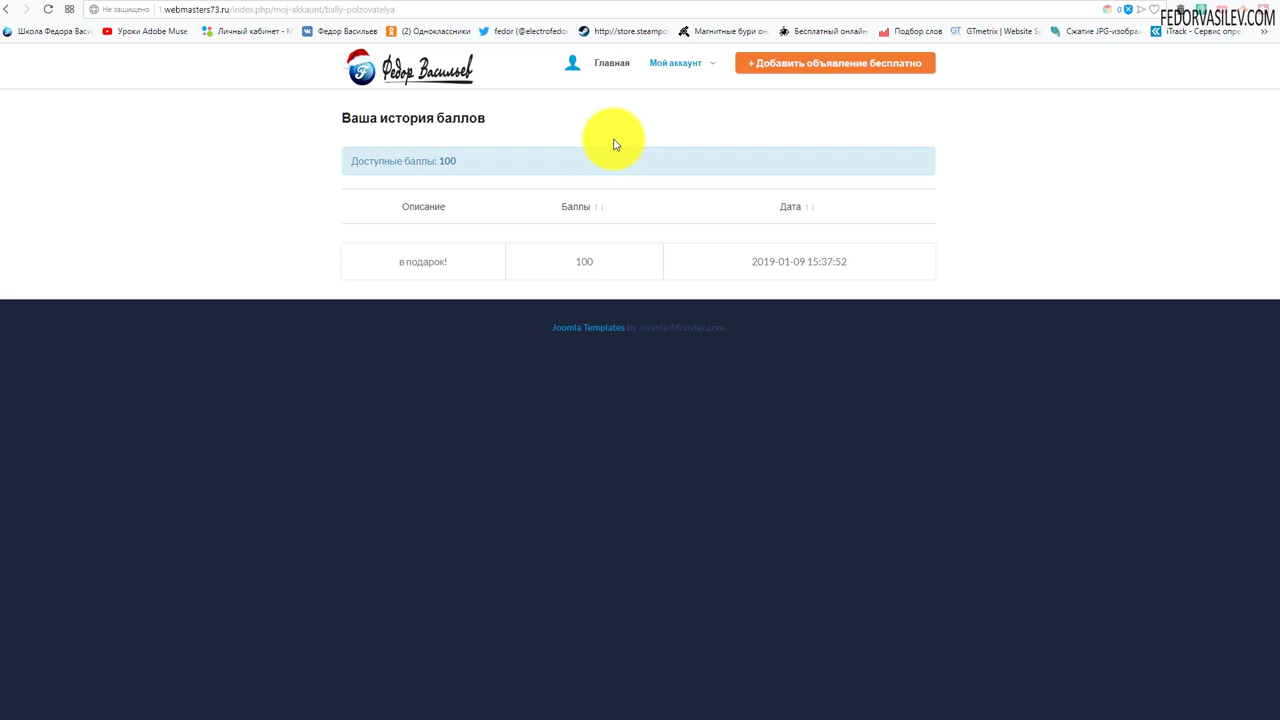 Не защищено 1.webmasters73.ru/index.php/moj-akkaunt/bally-polzovatelya 0
FEDORVASILEV.COM
Школа Федора Васи Уроки Adobe Muse Личный кабинет - М Федор Васильев (2) Одноклассники fedor (@electrofedo http://store.steampo Магнитные бури онл Бесплатный онлайн Подбор слов GTmetrix | Website Sp Сжатие JPG-изобра iTrack - Сервис опре
Федор Васильев
Главная Мой аккаунт + Добавить объявление бесплатно
Ваша история баллов
Доступные баллы: 100
Описание Баллы ↑↓ Дата ↑↓
в подарок! 100 2019-01-09 15:37:52
Joomla Templates by Joomla-Monster.com